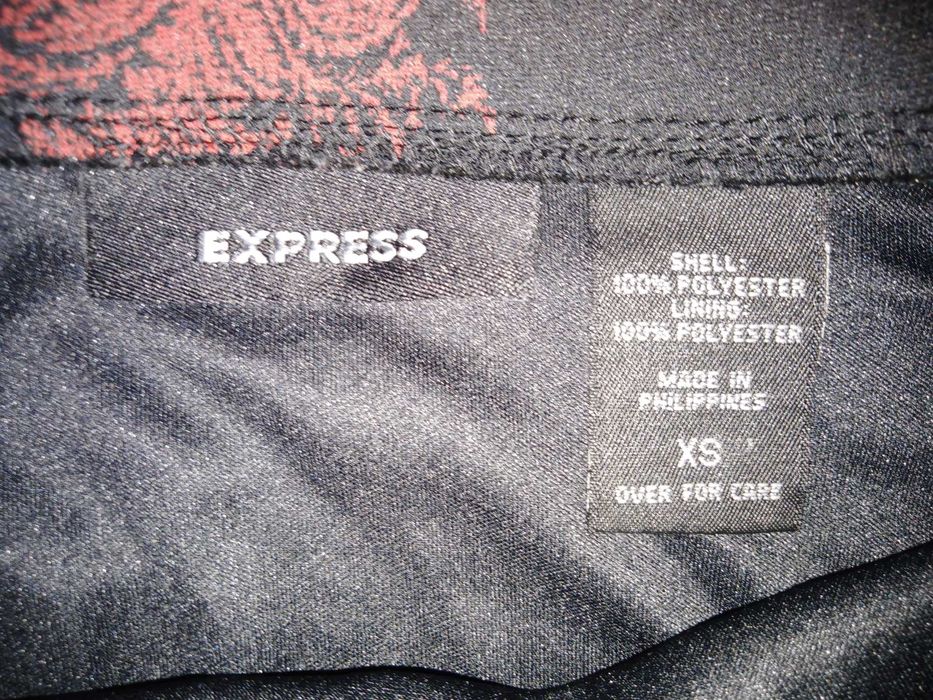 EXPRESS
SHELL:
100% POLYESTER
LINING:
100% POLYESTER
MADE IN
PHILIPPINES
XS
OVER FOR CARE